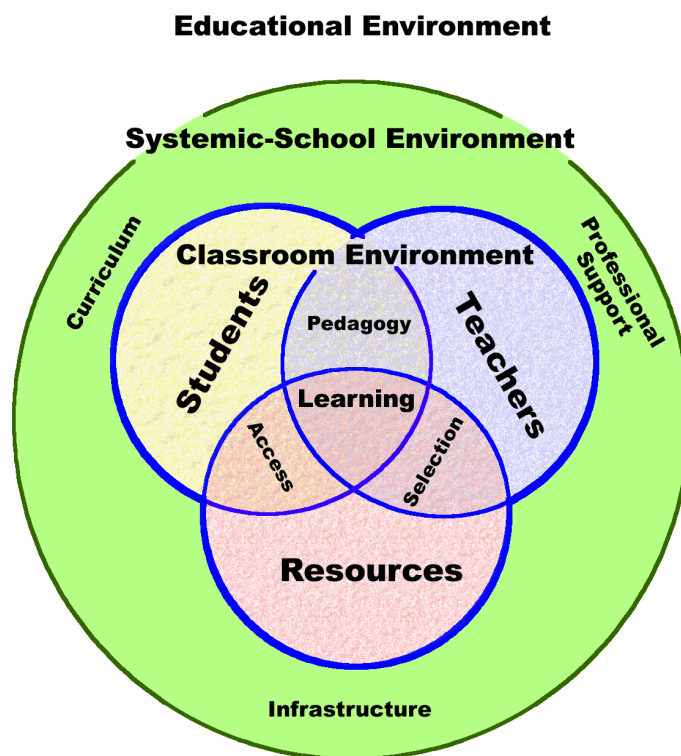 Educational Environment
Systemic-School Environment
Curriculum
Professional
Support
Classroom Environment
Students
Pedagogy
Teachers
Learning
Access
Selection
Resources
Infrastructure